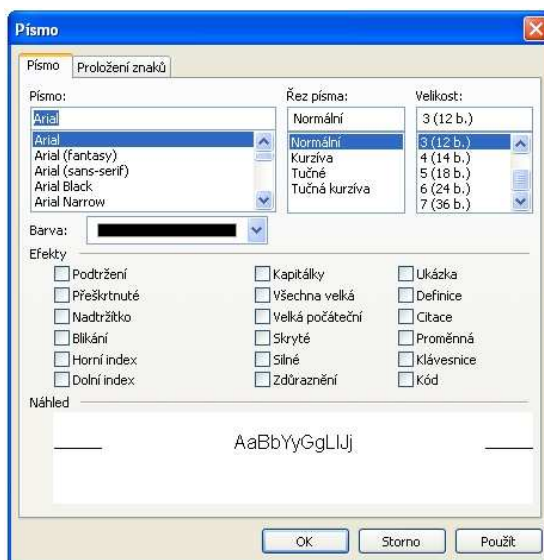 Písmo
Písmo Proložení znaků
Písmo: Řez písma: Velikost:
Arial Normální 3 (12 b.)
Arial Normální 3 (12 b.)
Arial (fantasy) Kurzíva 4 (14 b.)
Arial (sans-serif) Tučné 5 (18 b.)
Arial Black Tučná kurzíva 6 (24 b.)
Arial Narrow 7 (36 b.)
Barva:
Efekty
Podtržení Kapitálky Ukázka
Přeškrtnuté Všechna velká Definice
Nadtržítko Velká počáteční Citace
Blikání Skryté Proměnná
Horní index Silné Klávesnice
Dolní index Zdůraznění Kód
Náhled
AaBbYyGgLlJj
OK Storno Použít